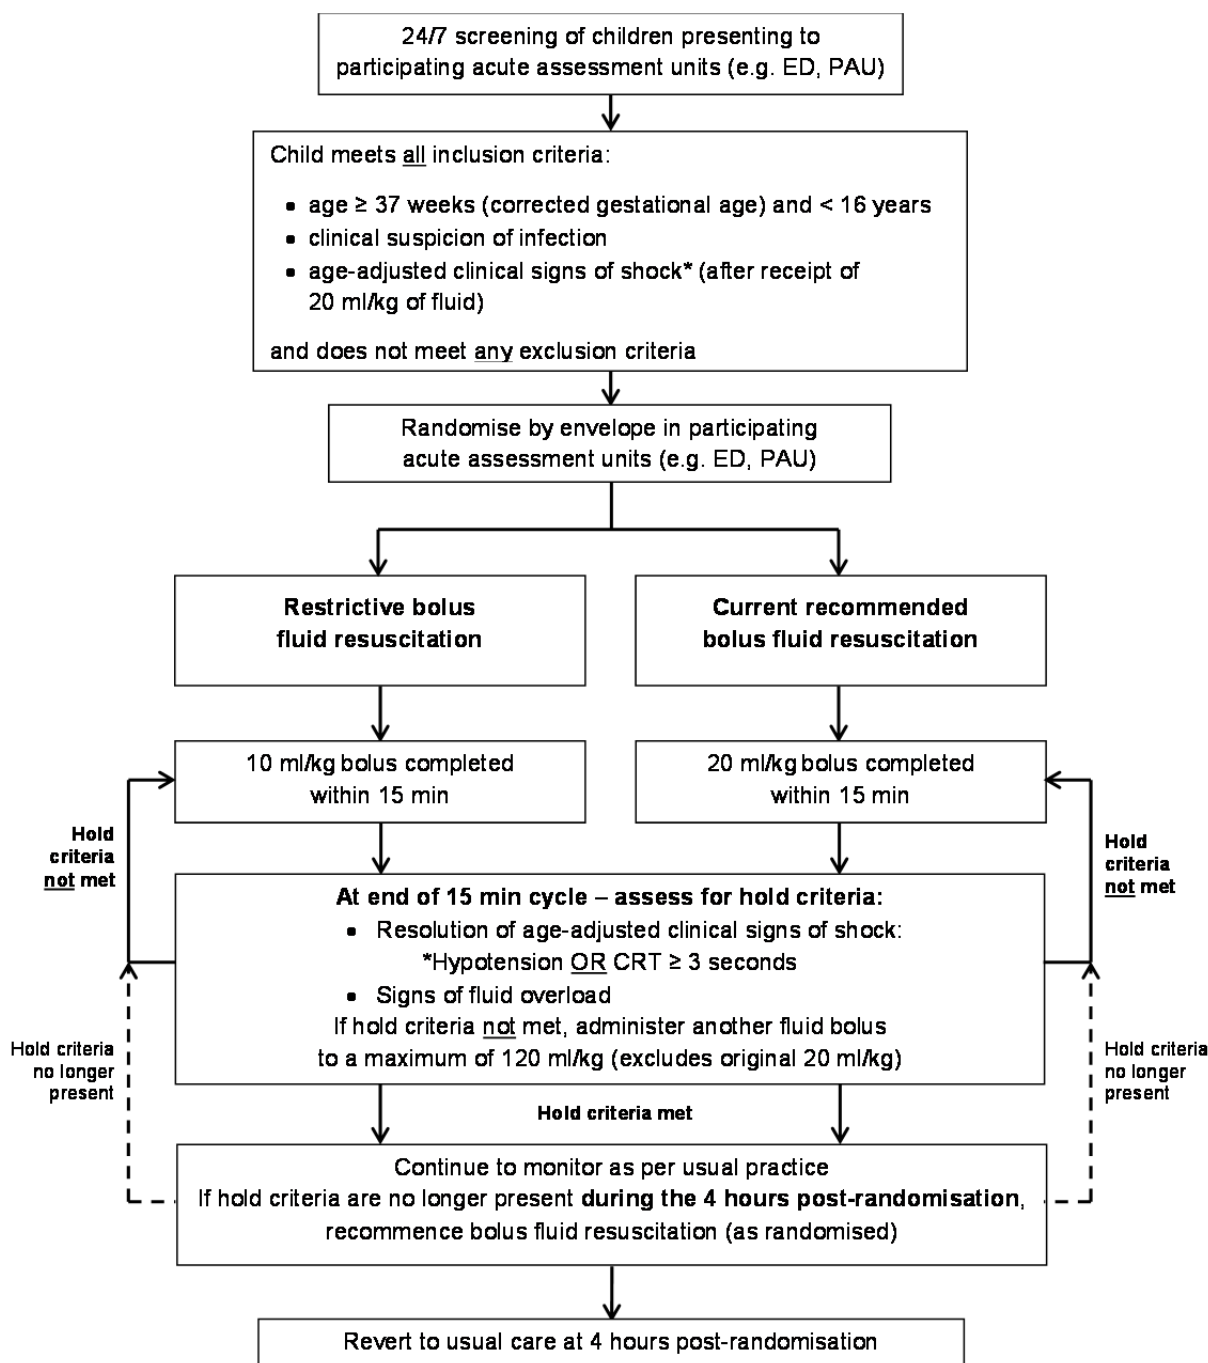 24/7 screening of children presenting to
participating acute assessment units (e.g. ED, PAU)
Child meets all inclusion criteria:
• age ≥ 37 weeks (corrected gestational age) and < 16 years
• clinical suspicion of infection
• age-adjusted clinical signs of shock* (after receipt of
20 ml/kg of fluid)
and does not meet any exclusion criteria
Randomise by envelope in participating
acute assessment units (e.g. ED, PAU)
Restrictive bolus
fluid resuscitation
Current recommended
bolus fluid resuscitation
10 ml/kg bolus completed
within 15 min
20 ml/kg bolus completed
within 15 min
Hold
criteria
not met
Hold
criteria
not met
At end of 15 min cycle – assess for hold criteria:
• Resolution of age-adjusted clinical signs of shock:
*Hypotension OR CRT ≥ 3 seconds
• Signs of fluid overload
If hold criteria not met, administer another fluid bolus
to a maximum of 120 ml/kg (excludes original 20 ml/kg)
Hold criteria
no longer
present
Hold criteria
no longer
present
Hold criteria met
Continue to monitor as per usual practice
If hold criteria are no longer present during the 4 hours post-randomisation,
recommence bolus fluid resuscitation (as randomised)
Revert to usual care at 4 hours post-randomisation